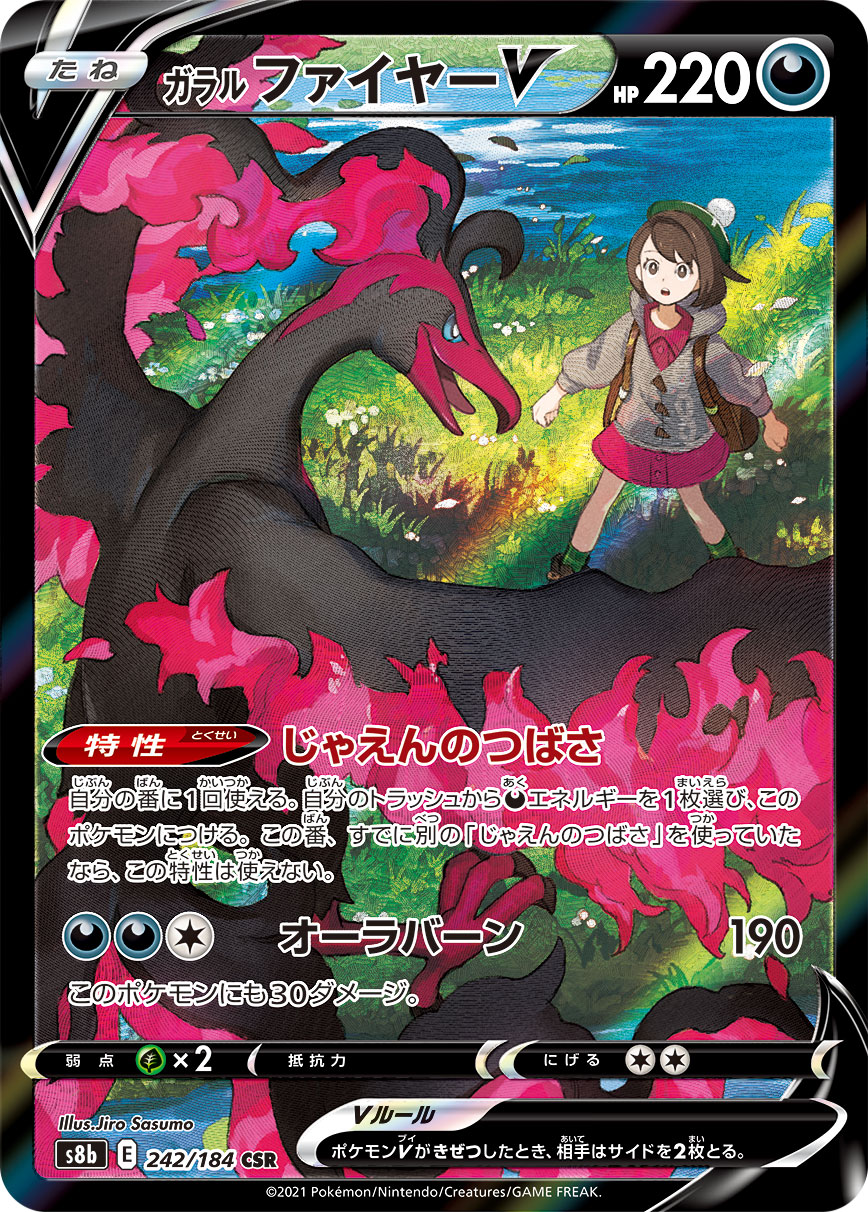 たね
ガラル ファイヤーV HP 220
特性 とくせい じゃえんのつばさ
自分の番に1回使える。自分のトラッシュからエネルギーを1枚選び、この
ポケモンにつける。この番、すでに別の「じゃえんのつばさ」を使っていた
なら、この特性は使えない。
オーラバーン 190
このポケモンにも30ダメージ。
弱点 ×2 抵抗力 にげる
Illus. Jiro Sasumo
Vルール
ポケモンVがきぜつしたとき、相手はサイドを2枚とる。
s8b E 242/184 CSR
©2021 Pokémon/Nintendo/Creatures/GAME FREAK.